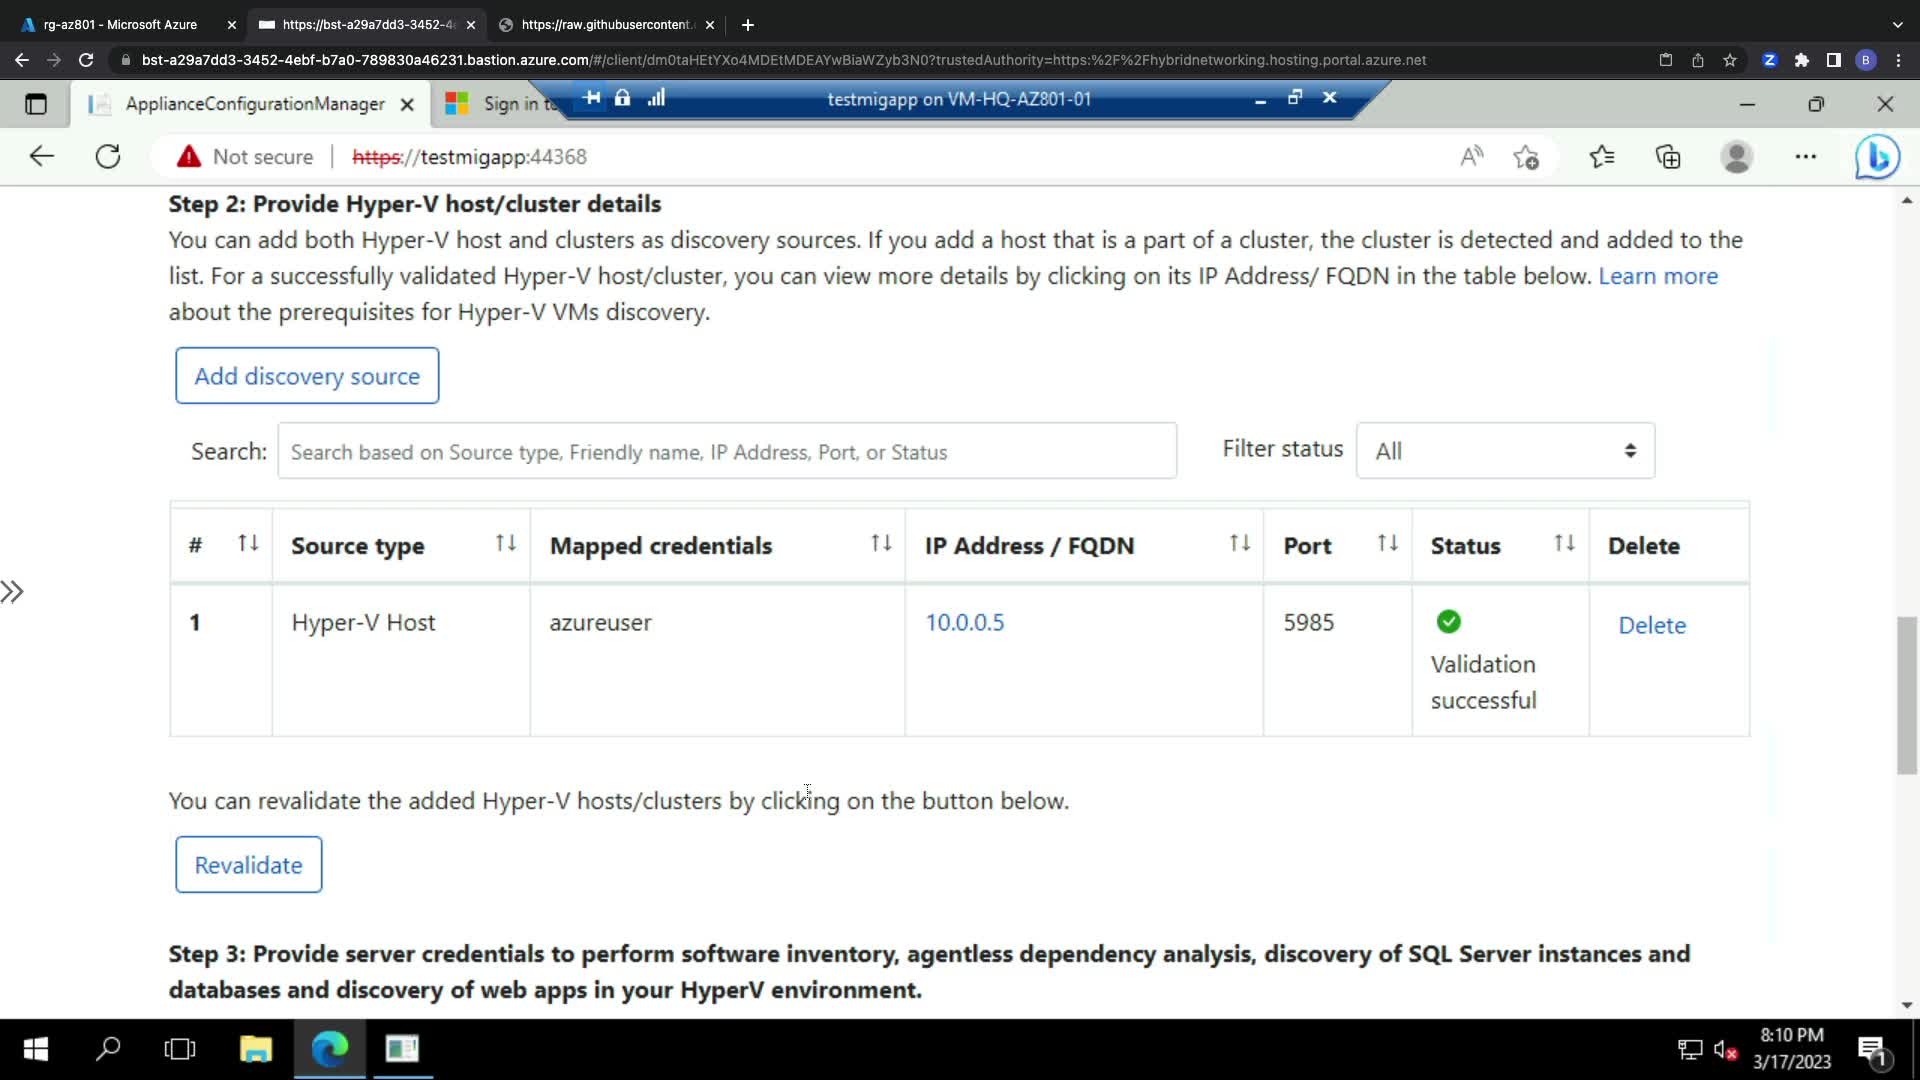 rg-az801 - Microsoft Azure
https://bst-a29a7dd3-3452-4e
https://raw.githubusercontent.
bst-a29a7dd3-3452-4ebf-b7a0-789830a46231.bastion.azure.com/#/client/dm0taHEtYXo4MDEtMDEAYwBiaWZyb3N0?trustedAuthority=https:%2F%2Fhybridnetworking.hosting.portal.azure.net
Z
B
ApplianceConfigurationManager
Sign in to
testmigapp on VM-HQ-AZ801-01
Not secure
https://testmigapp:44368
Step 2: Provide Hyper-V host/cluster details
You can add both Hyper-V host and clusters as discovery sources. If you add a host that is a part of a cluster, the cluster is detected and added to the
list. For a successfully validated Hyper-V host/cluster, you can view more details by clicking on its IP Address/ FQDN in the table below. Learn more
about the prerequisites for Hyper-V VMs discovery.
Add discovery source
Search: Search based on Source type, Friendly name, IP Address, Port, or Status
Filter status All
# Source type Mapped credentials IP Address / FQDN Port Status Delete
1 Hyper-V Host azureuser 10.0.0.5 5985 Validation successful Delete
You can revalidate the added Hyper-V hosts/clusters by clicking on the button below.
Revalidate
Step 3: Provide server credentials to perform software inventory, agentless dependency analysis, discovery of SQL Server instances and
databases and discovery of web apps in your HyperV environment.
8:10 PM
3/17/2023
1